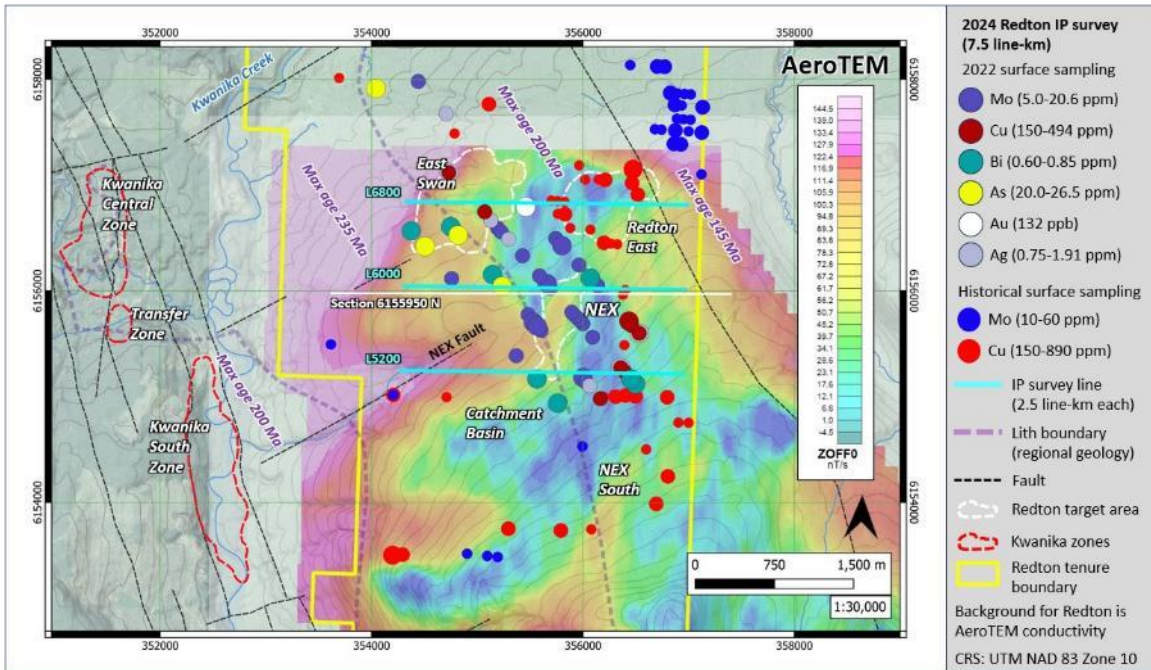 352000
354000
356000
358000
6158000
6158000
Kwanika Creek
AeroTEM
Max age 200 Ma
East
Swan
Kwanika
Central
Zone
L6800
Max age 235 Ma
Redton
East
Max age 145 Ma
L6000
6156000
6156000
Section 6155950 N
NEX
Transfer
Zone
NEX Fault
L5200
Max age 200 Ma
Kwanika
South
Zone
Catchment
Basin
NEX
South
6154000
6154000
144.5
139.0
133.4
127.9
122.4
116.9
111.4
105.9
100.3
94.8
89.3
83.8
78.3
72.8
67.2
61.7
56.2
50.7
45.2
39.7
34.1
28.6
23.1
17.6
12.1
6.6
1.0
-4.5
ZOFF0
nT/s
0 750 1,500 m
1:30,000
352000
354000
356000
358000
2024 Redton IP survey
(7.5 line-km)
2022 surface sampling
Mo (5.0-20.6 ppm)
Cu (150-494 ppm)
Bi (0.60-0.85 ppm)
As (20.0-26.5 ppm)
Au (132 ppb)
Ag (0.75-1.91 ppm)
Historical surface sampling
Mo (10-60 ppm)
Cu (150-890 ppm)
IP survey line
(2.5 line-km each)
Lith boundary
(regional geology)
Fault
Redton target area
Kwanika zones
Redton tenure
boundary
Background for Redton is
AeroTEM conductivity
CRS: UTM NAD 83 Zone 10